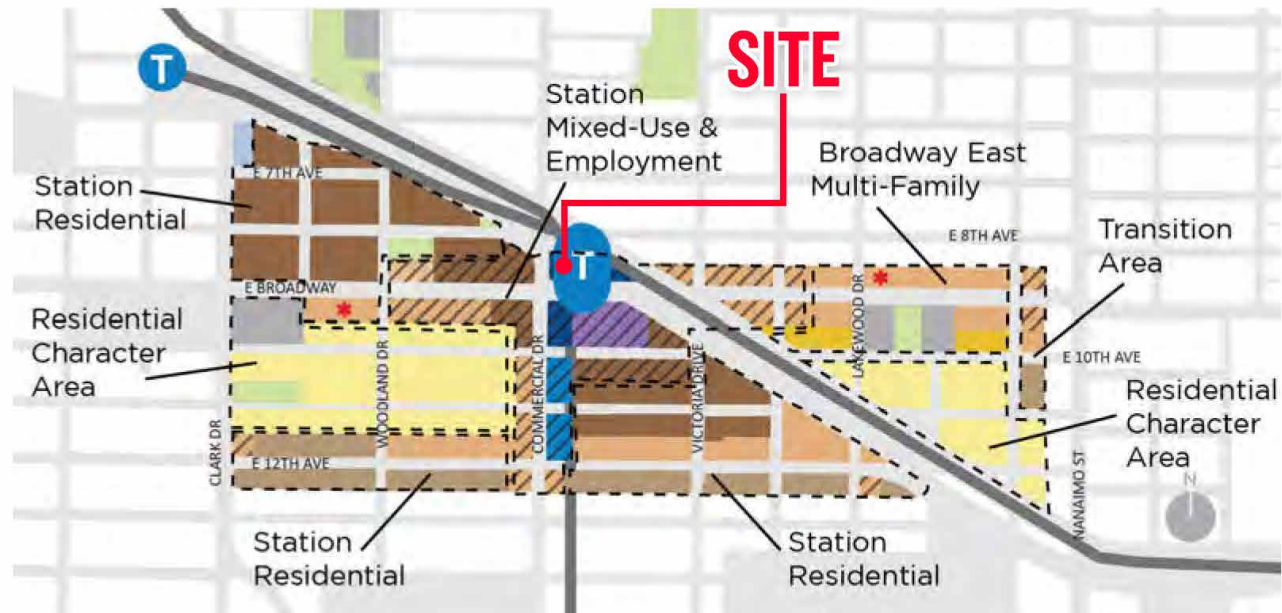 T
SITE
Station
Mixed-Use &
Employment
Broadway East
Multi-Family
E 7TH AVE
Station
Residential
E 8TH AVE
Transition
Area
T
E BROADWAY
*
*
LAKEWOOD DR
Residential
Character
Area
WOODLAND DR
COMMERCIAL DR
VICTORIA DRIVE
E 10TH AVE
Residential
Character
Area
CLARK DR
E 12TH AVE
NANAIMO ST
N
Station
Residential
Station
Residential